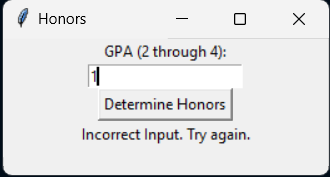 Honors
GPA (2 through 4):
1
Determine Honors
Incorrect Input. Try again.